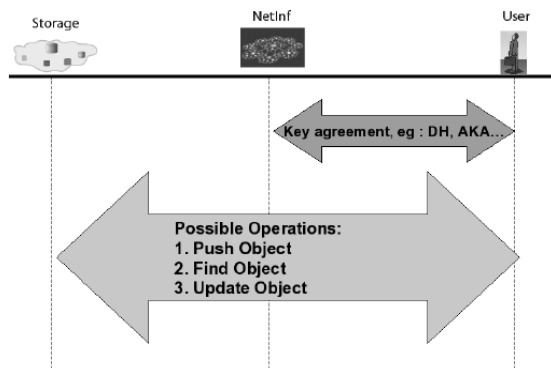 Storage
NetInf
User
Key agreement, eg : DH, AKA...
Possible Operations:
1. Push Object
2. Find Object
3. Update Object